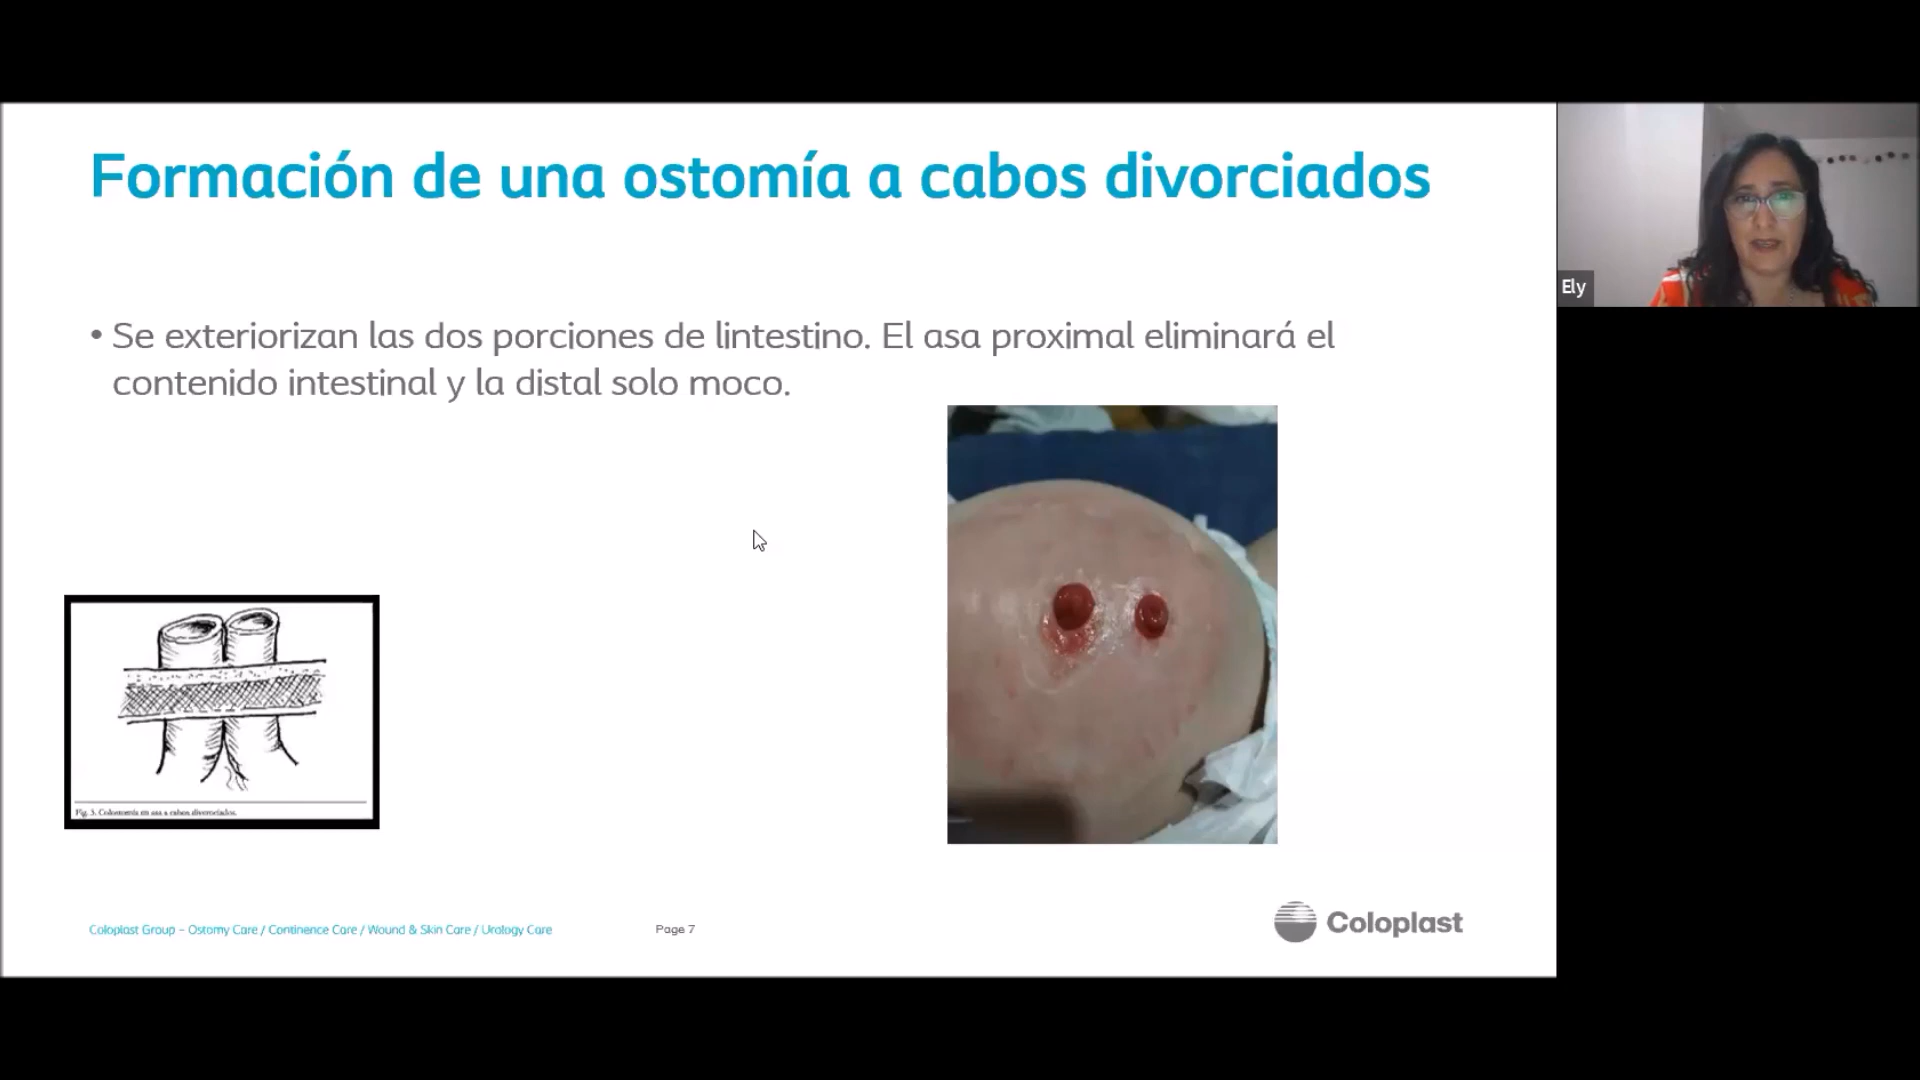 Formación de una ostomía a cabos divorciados
Ely
• Se exteriorizan las dos porciones de lintestino. El asa proximal eliminará el
contenido intestinal y la distal solo moco.
Fig. 3. Colostomía en asa a cabos divorciados.
Coloplast Group – Ostomy Care / Continence Care / Wound & Skin Care / Urology Care
Page 7
Coloplast